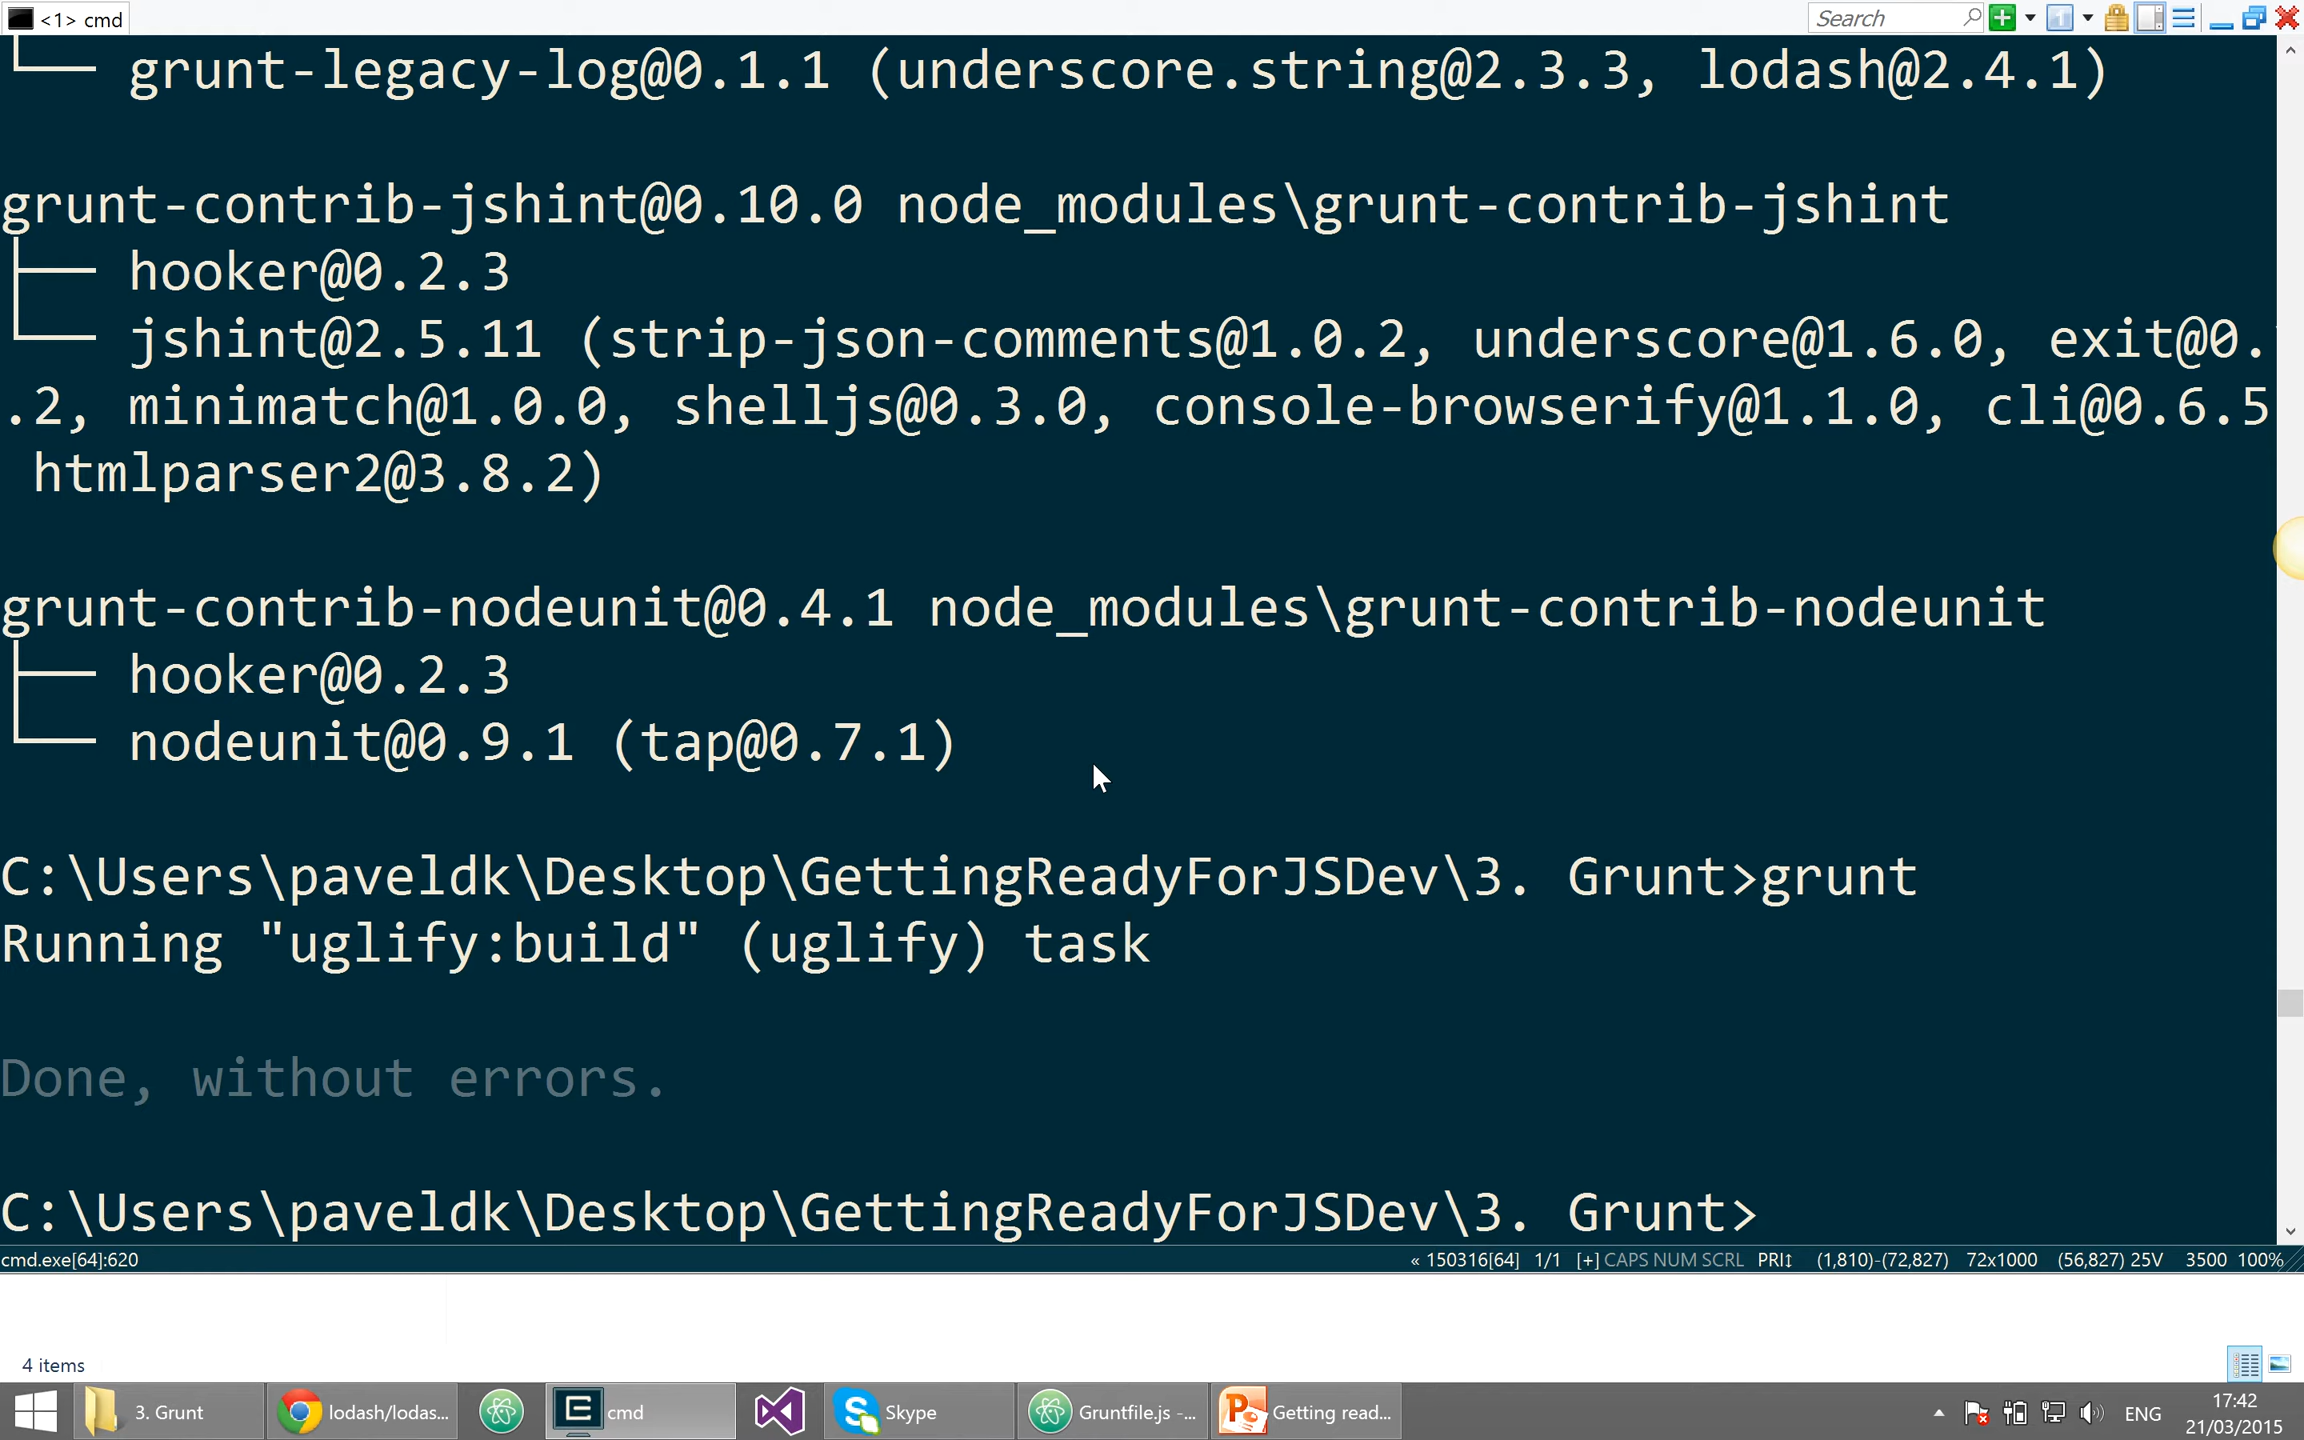 <1> cmd
Search
grunt-legacy-log@0.1.1 (underscore.string@2.3.3, lodash@2.4.1)
grunt-contrib-jshint@0.10.0 node_modules\grunt-contrib-jshint
hooker@0.2.3
jshint@2.5.11 (strip-json-comments@1.0.2, underscore@1.6.0, exit@0.
.2, minimatch@1.0.0, shelljs@0.3.0, console-browserify@1.1.0, cli@0.6.5
htmlparser2@3.8.2)
grunt-contrib-nodeunit@0.4.1 node_modules\grunt-contrib-nodeunit
hooker@0.2.3
nodeunit@0.9.1 (tap@0.7.1)
C:\Users\paveldk\Desktop\GettingReadyForJSDev\3. Grunt>grunt
Running "uglify:build" (uglify) task
Done, without errors.
C:\Users\paveldk\Desktop\GettingReadyForJSDev\3. Grunt>
cmd.exe[64]:620 « 150316[64] 1/1 [+] CAPS NUM SCRL PRI↕ (1,810)-(72,827) 72x1000 (56,827) 25V 3500 100%
4 items
3. Grunt lodash/lodas... cmd Skype Gruntfile.js -... Getting read... ENG 17:42
21/03/2015